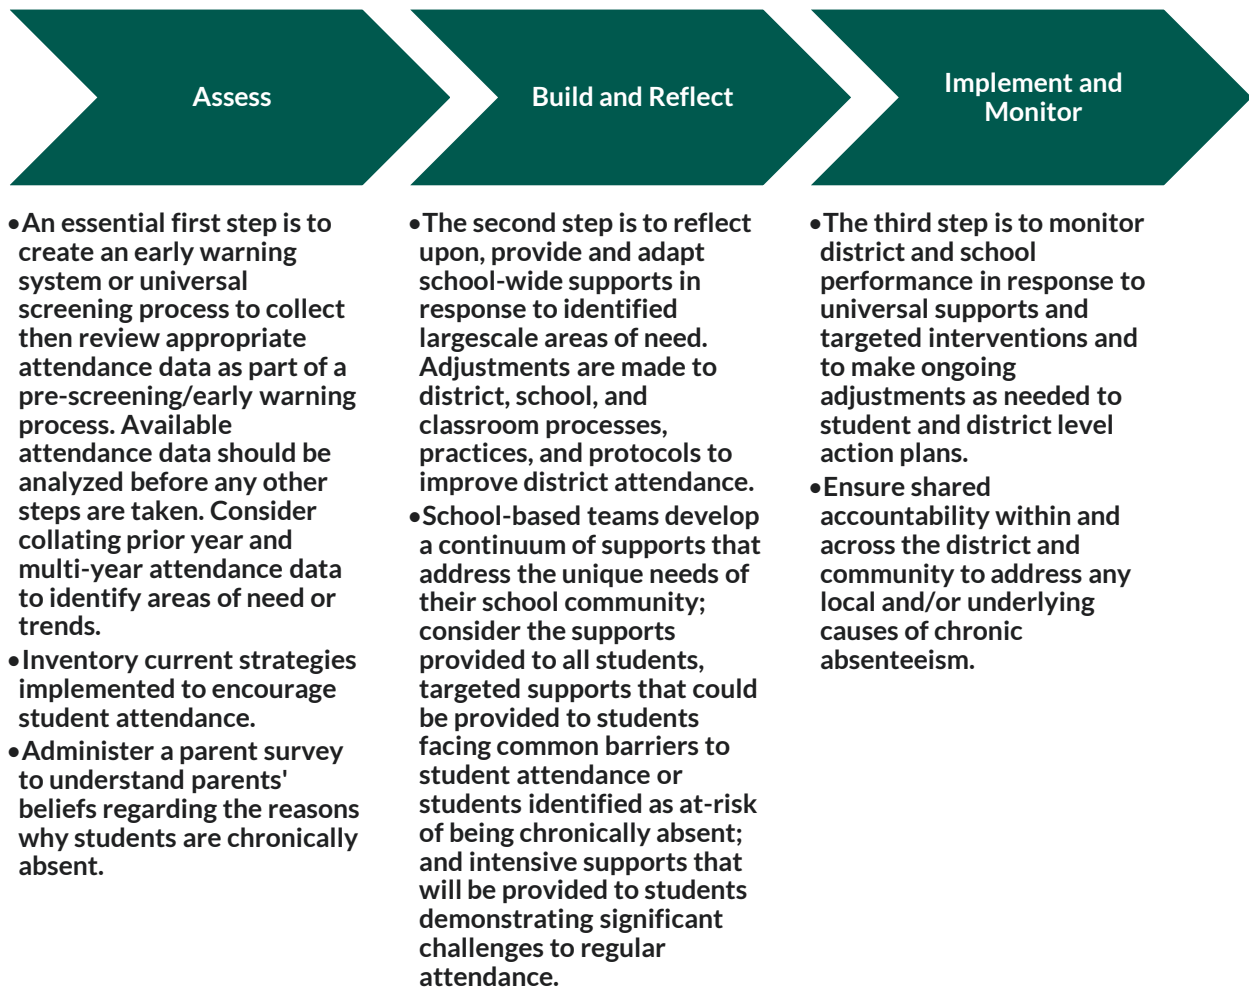 Assess
•An essential first step is to
create an early warning
system or universal
screening process to collect
then review appropriate
attendance data as part of a
pre-screening/early warning
process. Available
attendance data should be
analyzed before any other
steps are taken. Consider
collating prior year and
multi-year attendance data
to identify areas of need or
trends.
•Inventory current strategies
implemented to encourage
student attendance.
•Administer a parent survey
to understand parents'
beliefs regarding the reasons
why students are chronically
absent.
Build and Reflect
•The second step is to reflect
upon, provide and adapt
school-wide supports in
response to identified
largescale areas of need.
Adjustments are made to
district, school, and
classroom processes,
practices, and protocols to
improve district attendance.
•School-based teams develop
a continuum of supports that
address the unique needs of
their school community;
consider the supports
provided to all students,
targeted supports that could
be provided to students
facing common barriers to
student attendance or
students identified as at-risk
of being chronically absent;
and intensive supports that
will be provided to students
demonstrating significant
challenges to regular
attendance.
Implement and
Monitor
•The third step is to monitor
district and school
performance in response to
universal supports and
targeted interventions and
to make ongoing
adjustments as needed to
student and district level
action plans.
•Ensure shared
accountability within and
across the district and
community to address any
local and/or underlying
causes of chronic
absenteeism.